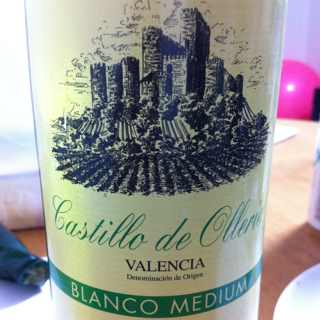 Castillo de Olleria
VALENCIA
Denominación de Origen
BLANCO MEDIUM